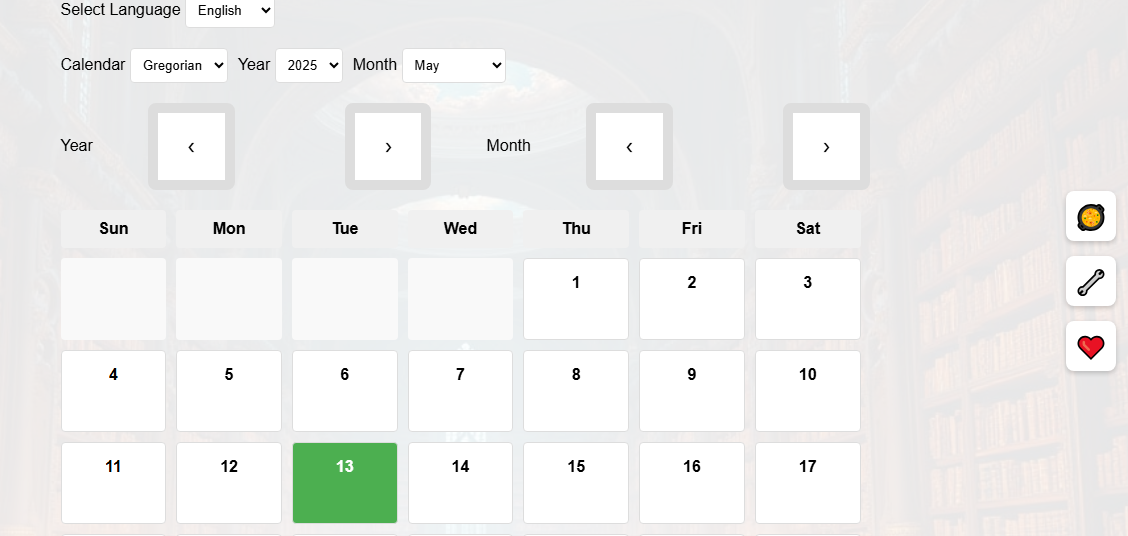 Select Language English
Calendar Gregorian Year 2025 Month May
Year ‹ › Month ‹ ›
Sun Mon Tue Wed Thu Fri Sat
1 2 3
4 5 6 7 8 9 10
11 12 13 14 15 16 17